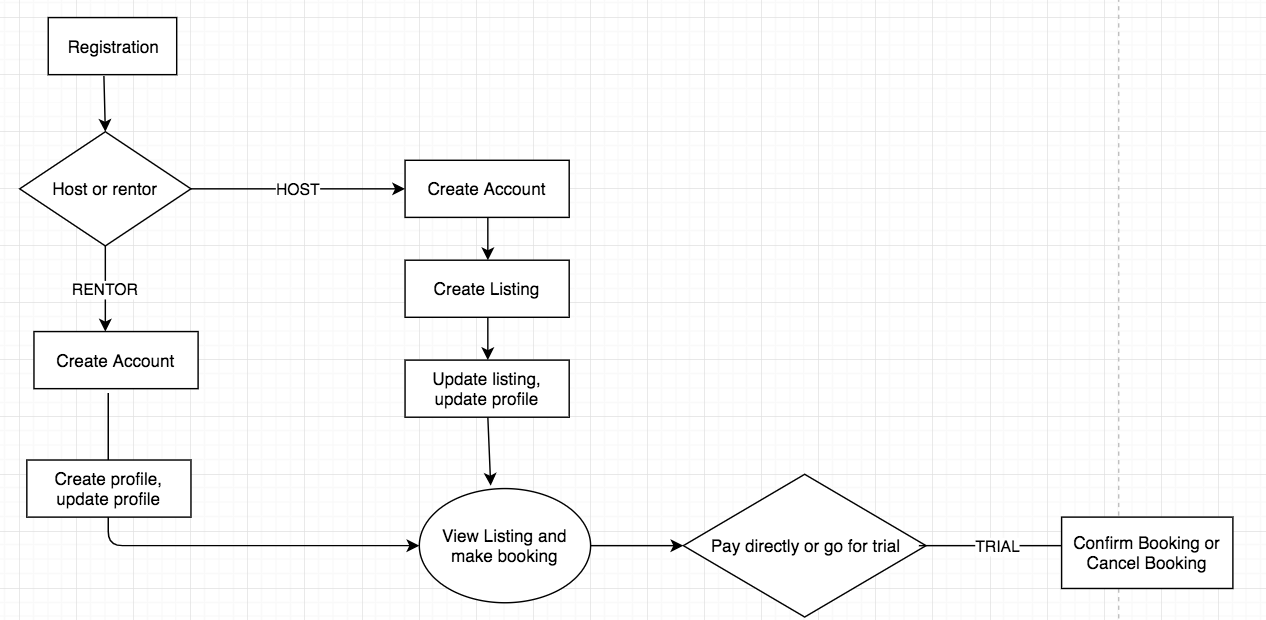 Registration
Host or rentor
HOST
Create Account
Create Listing
Update listing,
update profile
RENTOR
Create Account
Create profile,
update profile
View Listing and
make booking
Pay directly or go for trial
TRIAL
Confirm Booking or
Cancel Booking